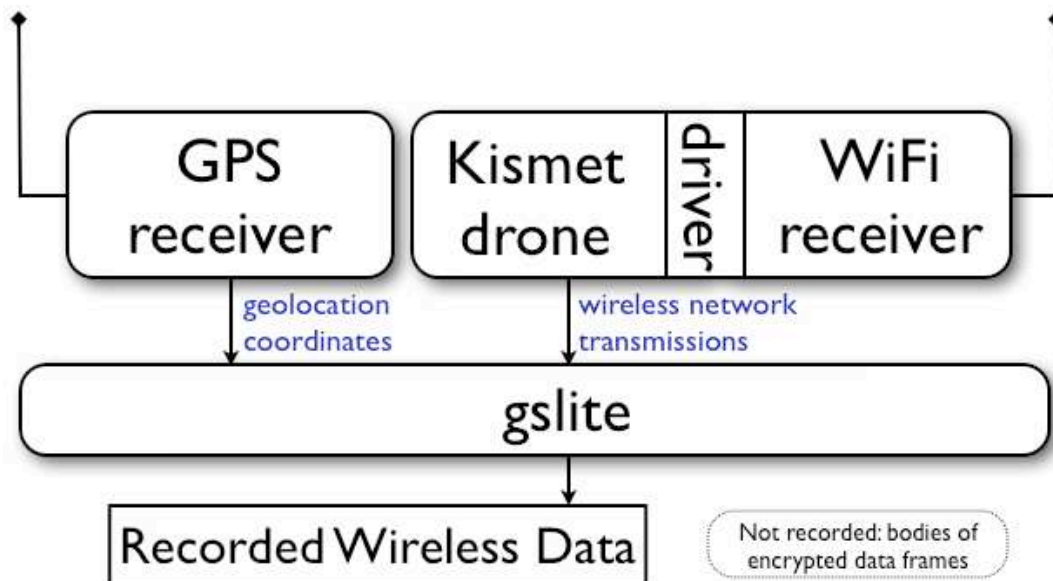 GPS
receiver
Kismet
drone
driver
WiFi
receiver
geolocation
coordinates
wireless network
transmissions
gslite
Recorded Wireless Data
Not recorded: bodies of
encrypted data frames